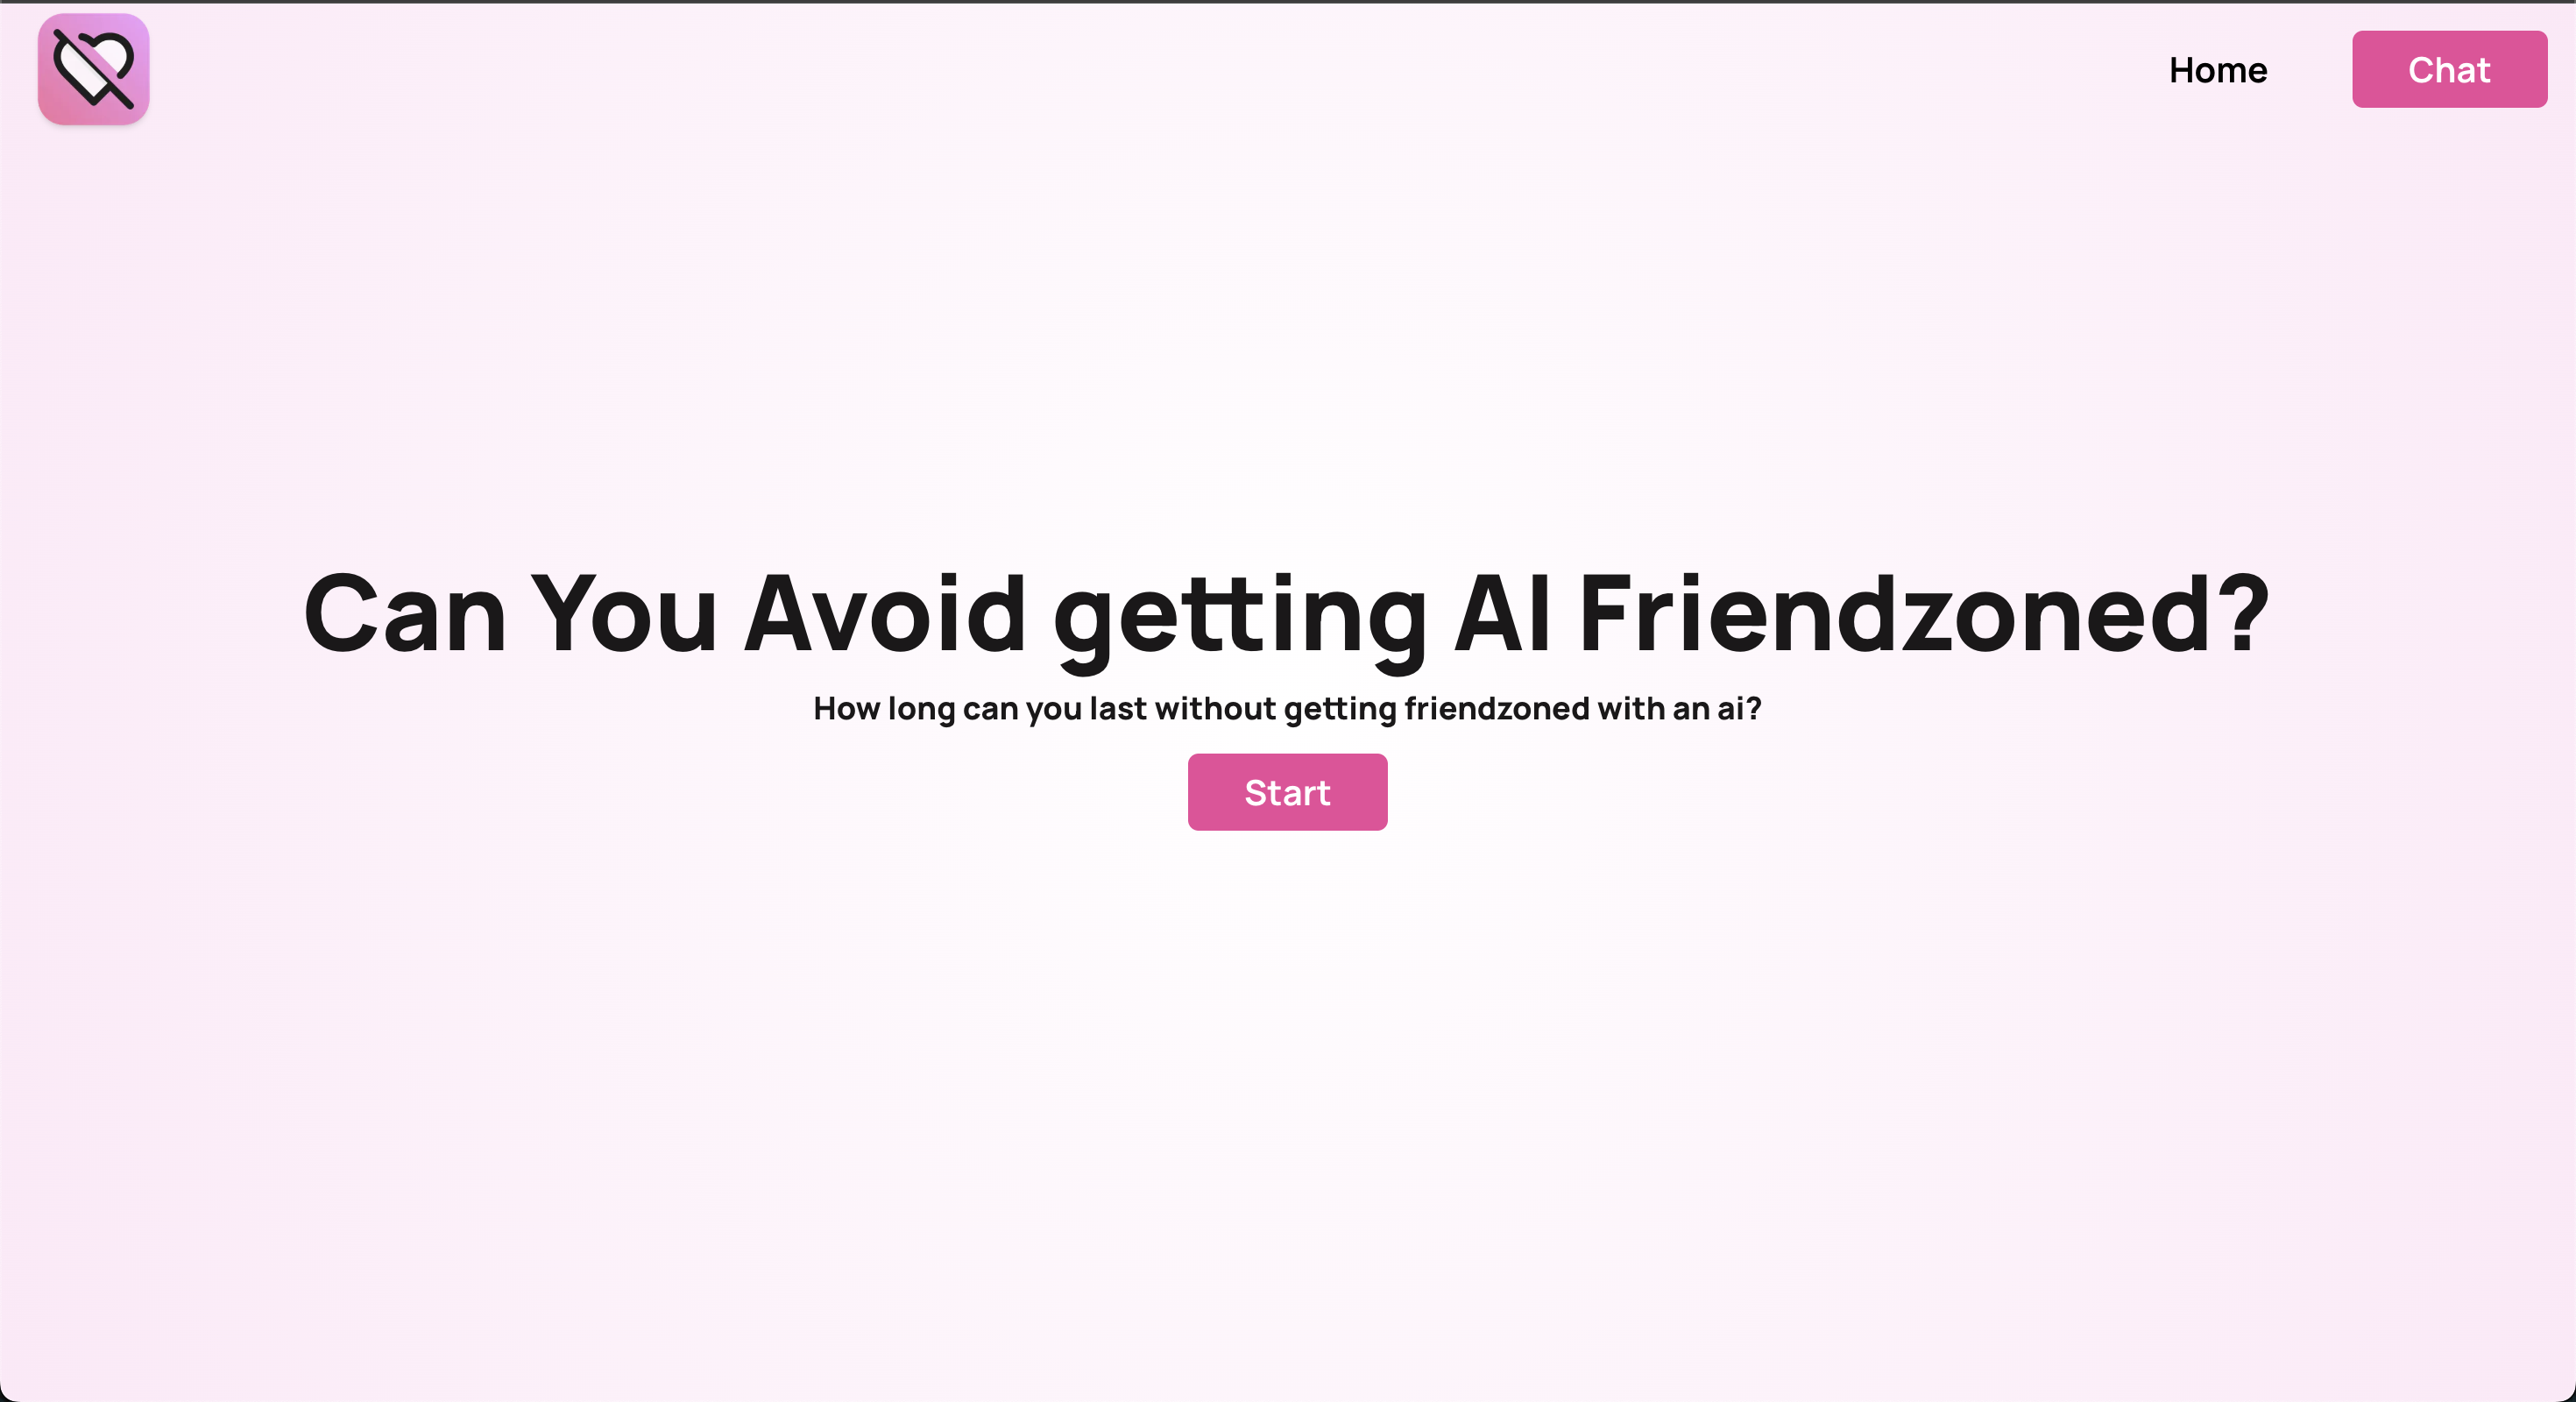 Home
Chat
Can You Avoid getting AI Friendzoned?
How long can you last without getting friendzoned with an ai?
Start